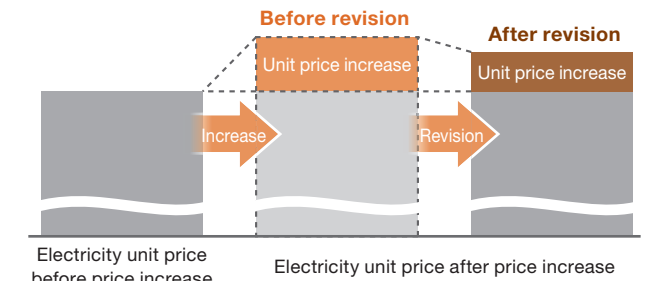 Before revision
After revision
Unit price increase
Unit price increase
Increase
Revision
Electricity unit price
before price increase
Electricity unit price after price increase